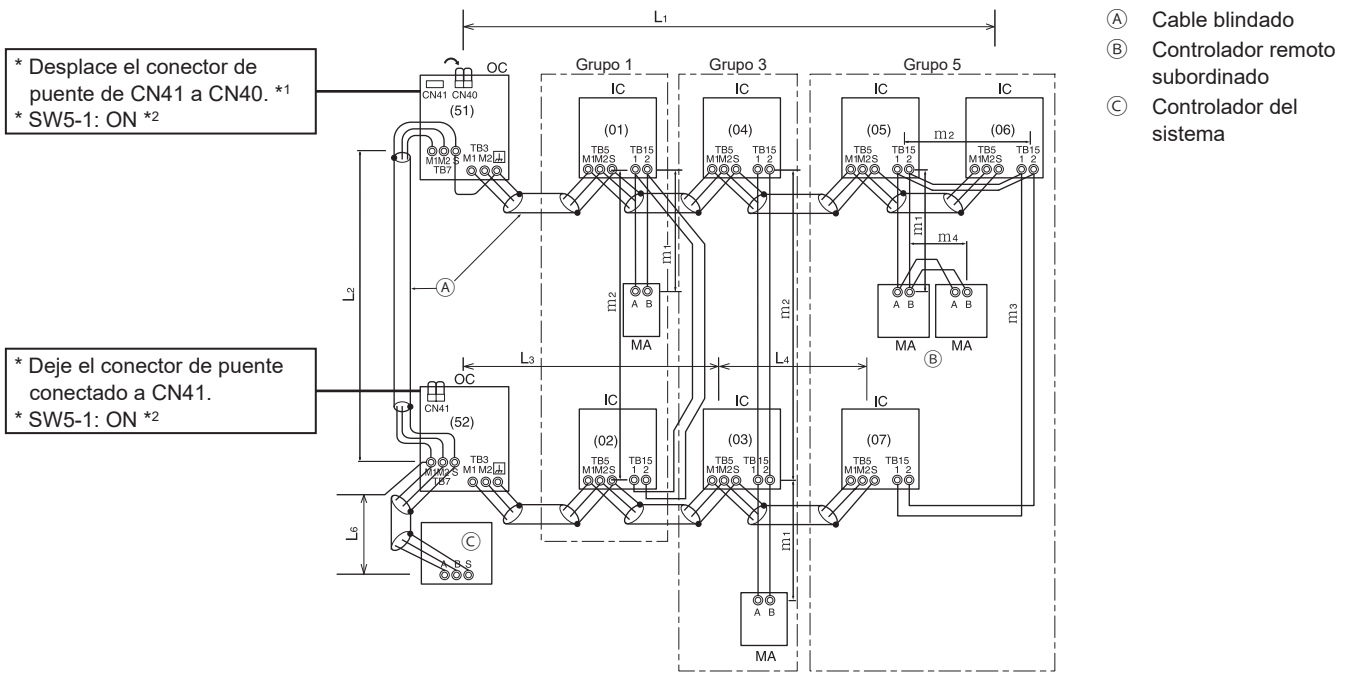 L1
Ⓐ Cable blindado
Ⓑ Controlador remoto
subordinado
Ⓒ Controlador del
sistema
* Desplace el conector de
puente de CN41 a CN40. *1
* SW5-1: ON *2
OC
CN41 CN40
(51)
TB3
M1 M2
M1M2 S
TB7
Grupo 1
IC
(01)
TB5
M1M2S
TB15
1 2
Grupo 3
IC
(04)
TB5
M1M2S
TB15
1 2
Grupo 5
IC
(05)
TB5
M1M2S
TB15
1 2
m2
IC
(06)
TB5
M1M2S
TB15
1 2
L2
Ⓐ
m2
m1
A B
MA
m2
m1
m4
A B
MA
A B
MA
Ⓑ
m3
* Deje el conector de puente
conectado a CN41.
* SW5-1: ON *2
L3
L4
OC
CN41
(52)
TB3
M1 M2
M1M2 S
TB7
IC
(02)
TB5
M1M2S
TB15
1 2
IC
(03)
TB5
M1M2S
TB15
1 2
IC
(07)
TB5
M1M2S
TB15
1 2
L6
Ⓒ
A B S
m1
A B
MA